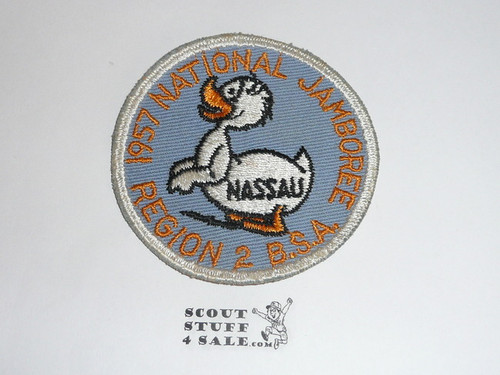 1957 NATIONAL JAMBOREE
NASSAU
REGION 2 B.S.A.
SCOUT
STUFF
4 SALE.COM